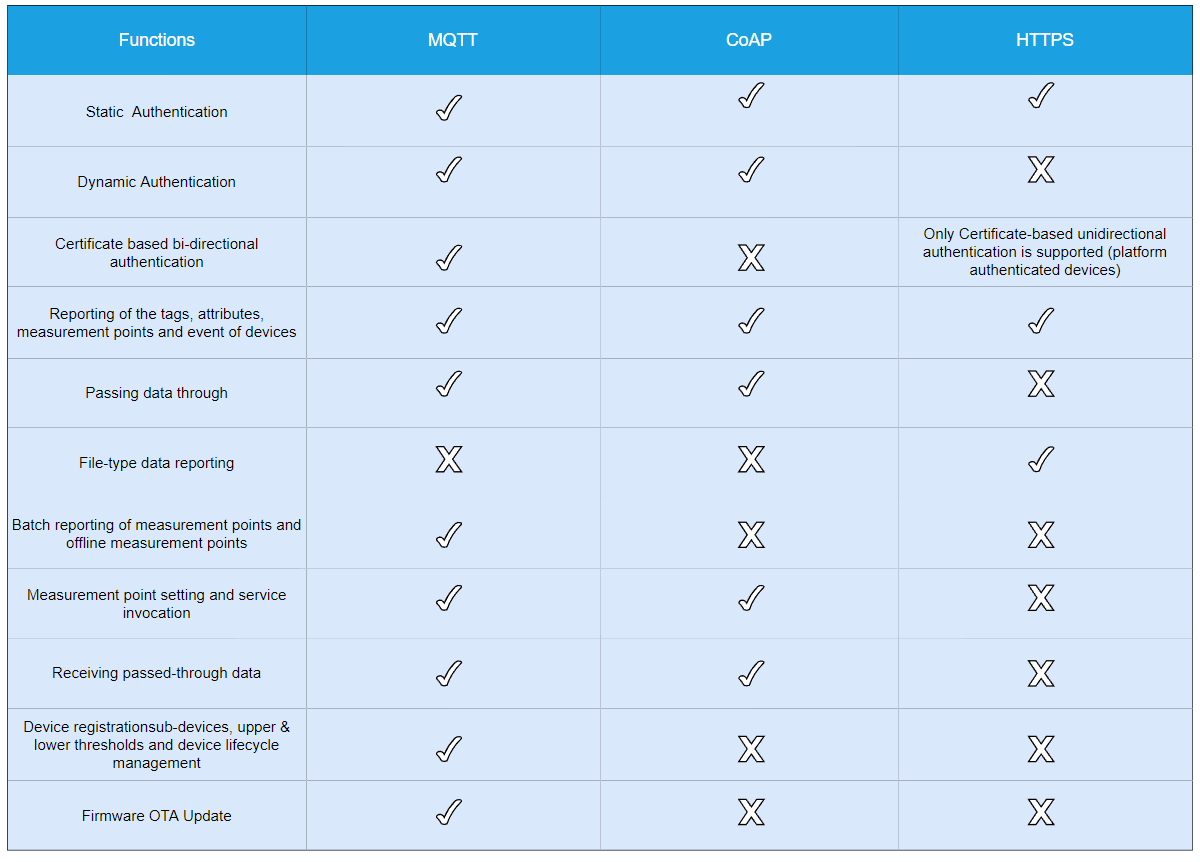 Functions MQTT CoAP HTTPS
Static  Authentication ✓ ✓ ✓
Dynamic Authentication ✓ ✓ X
Certificate based bi-directional
authentication ✓ X
Only Certificate-based unidirectional
authentication is supported (platform
authenticated devices)
Reporting of the tags, attributes,
measurement points and event of devices ✓ ✓ ✓
Passing data through ✓ ✓ X
File-type data reporting X X ✓
Batch reporting of measurement points and
offline measurement points ✓ X X
Measurement point setting and service
invocation ✓ ✓ X
Receiving passed-through data ✓ ✓ X
Device registrationsub-devices, upper &
lower thresholds and device lifecycle
management ✓ X X
Firmware OTA Update ✓ X X